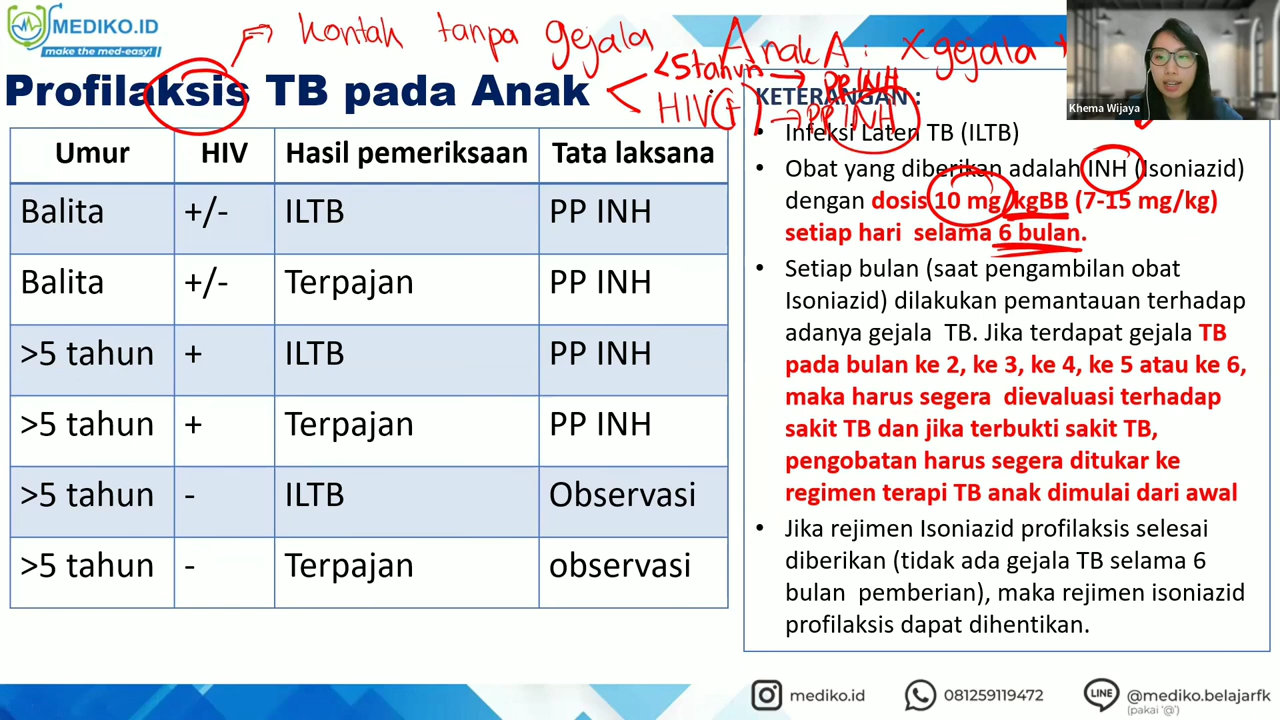 MEDIKO.ID
make the med-easy!
kontak tanpa gejala
Anak A: x gejala +
Profilaksis TB pada Anak
<5 tahun → PP INH
HIV (+) → PP INH
Khema Wijaya
Umur HIV Hasil pemeriksaan Tata laksana
Balita +/- ILTB PP INH
Balita +/- Terpajan PP INH
>5 tahun + ILTB PP INH
>5 tahun + Terpajan PP INH
>5 tahun - ILTB Observasi
>5 tahun - Terpajan observasi
KETERANGAN :
• Infeksi Laten TB (ILTB)
• Obat yang diberikan adalah INH (Isoniazid)
dengan dosis 10 mg/kgBB (7-15 mg/kg)
setiap hari selama 6 bulan.
• Setiap bulan (saat pengambilan obat
Isoniazid) dilakukan pemantauan terhadap
adanya gejala TB. Jika terdapat gejala TB
pada bulan ke 2, ke 3, ke 4, ke 5 atau ke 6,
maka harus segera dievaluasi terhadap
sakit TB dan jika terbukti sakit TB,
pengobatan harus segera ditukar ke
regimen terapi TB anak dimulai dari awal
• Jika rejimen Isoniazid profilaksis selesai
diberikan (tidak ada gejala TB selama 6
bulan pemberian), maka rejimen isoniazid
profilaksis dapat dihentikan.
mediko.id
081259119472
LINE
@mediko.belajarfk
(pakai '@')